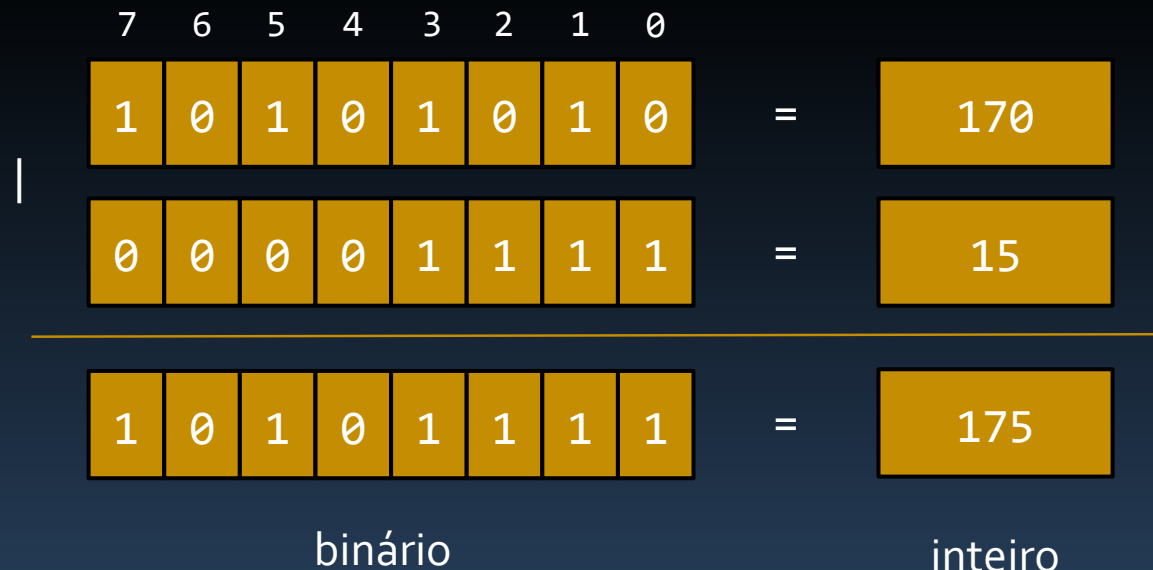 7 6 5 4 3 2 1 0
1 0 1 0 1 0 1 0 = 170
|
0 0 0 0 1 1 1 1 = 15
1 0 1 0 1 1 1 1 = 175
binário inteiro